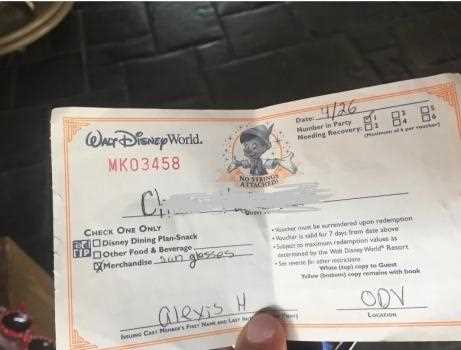 Walt Disney World.
MK03458
NO STRINGS ATTACHED!
Date: 4/26
Number in Party Needing Recovery: 1 3 5
2 4 6
(Maximum of 6 per voucher)
Ch
GUEST
CHECK ONE ONLY
Disney Dining Plan-Snack
Other Food & Beverage
Merchandise sun glasses
• Voucher must be surrendered upon redemption
• Voucher is valid for 7 days from date above
• Subject to maximum redemption values as
determined by the Walt Disney World® Resort
• See reverse for other restrictions
White (top) copy to Guest
Yellow (bottom) copy remains with book
alexis H
ODV
ISSUING CAST MEMBER'S FIRST NAME AND LAST
LOCATION